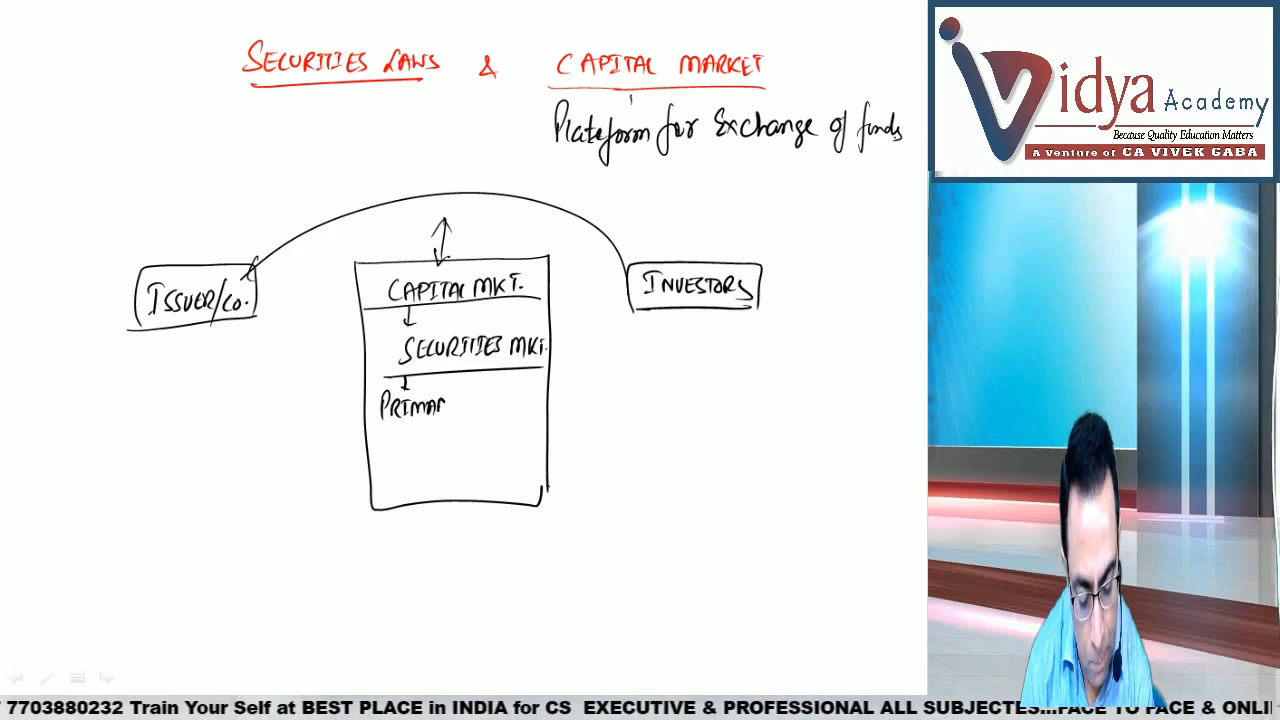 SECURITIES LAWS & CAPITAL MARKET
Plateform for Exchange of funds
ISSUER/CO.
CAPITAL MKT.
SECURITIES MKT.
PRIMAR
INVESTORS
Vidya Academy
Because Quality Education Matters
A Venture of CA VIVEK GABA
7703880232 Train Your Self at BEST PLACE in INDIA for CS EXECUTIVE & PROFESSIONAL ALL SUBJECTES...FACE TO FACE & ONLI